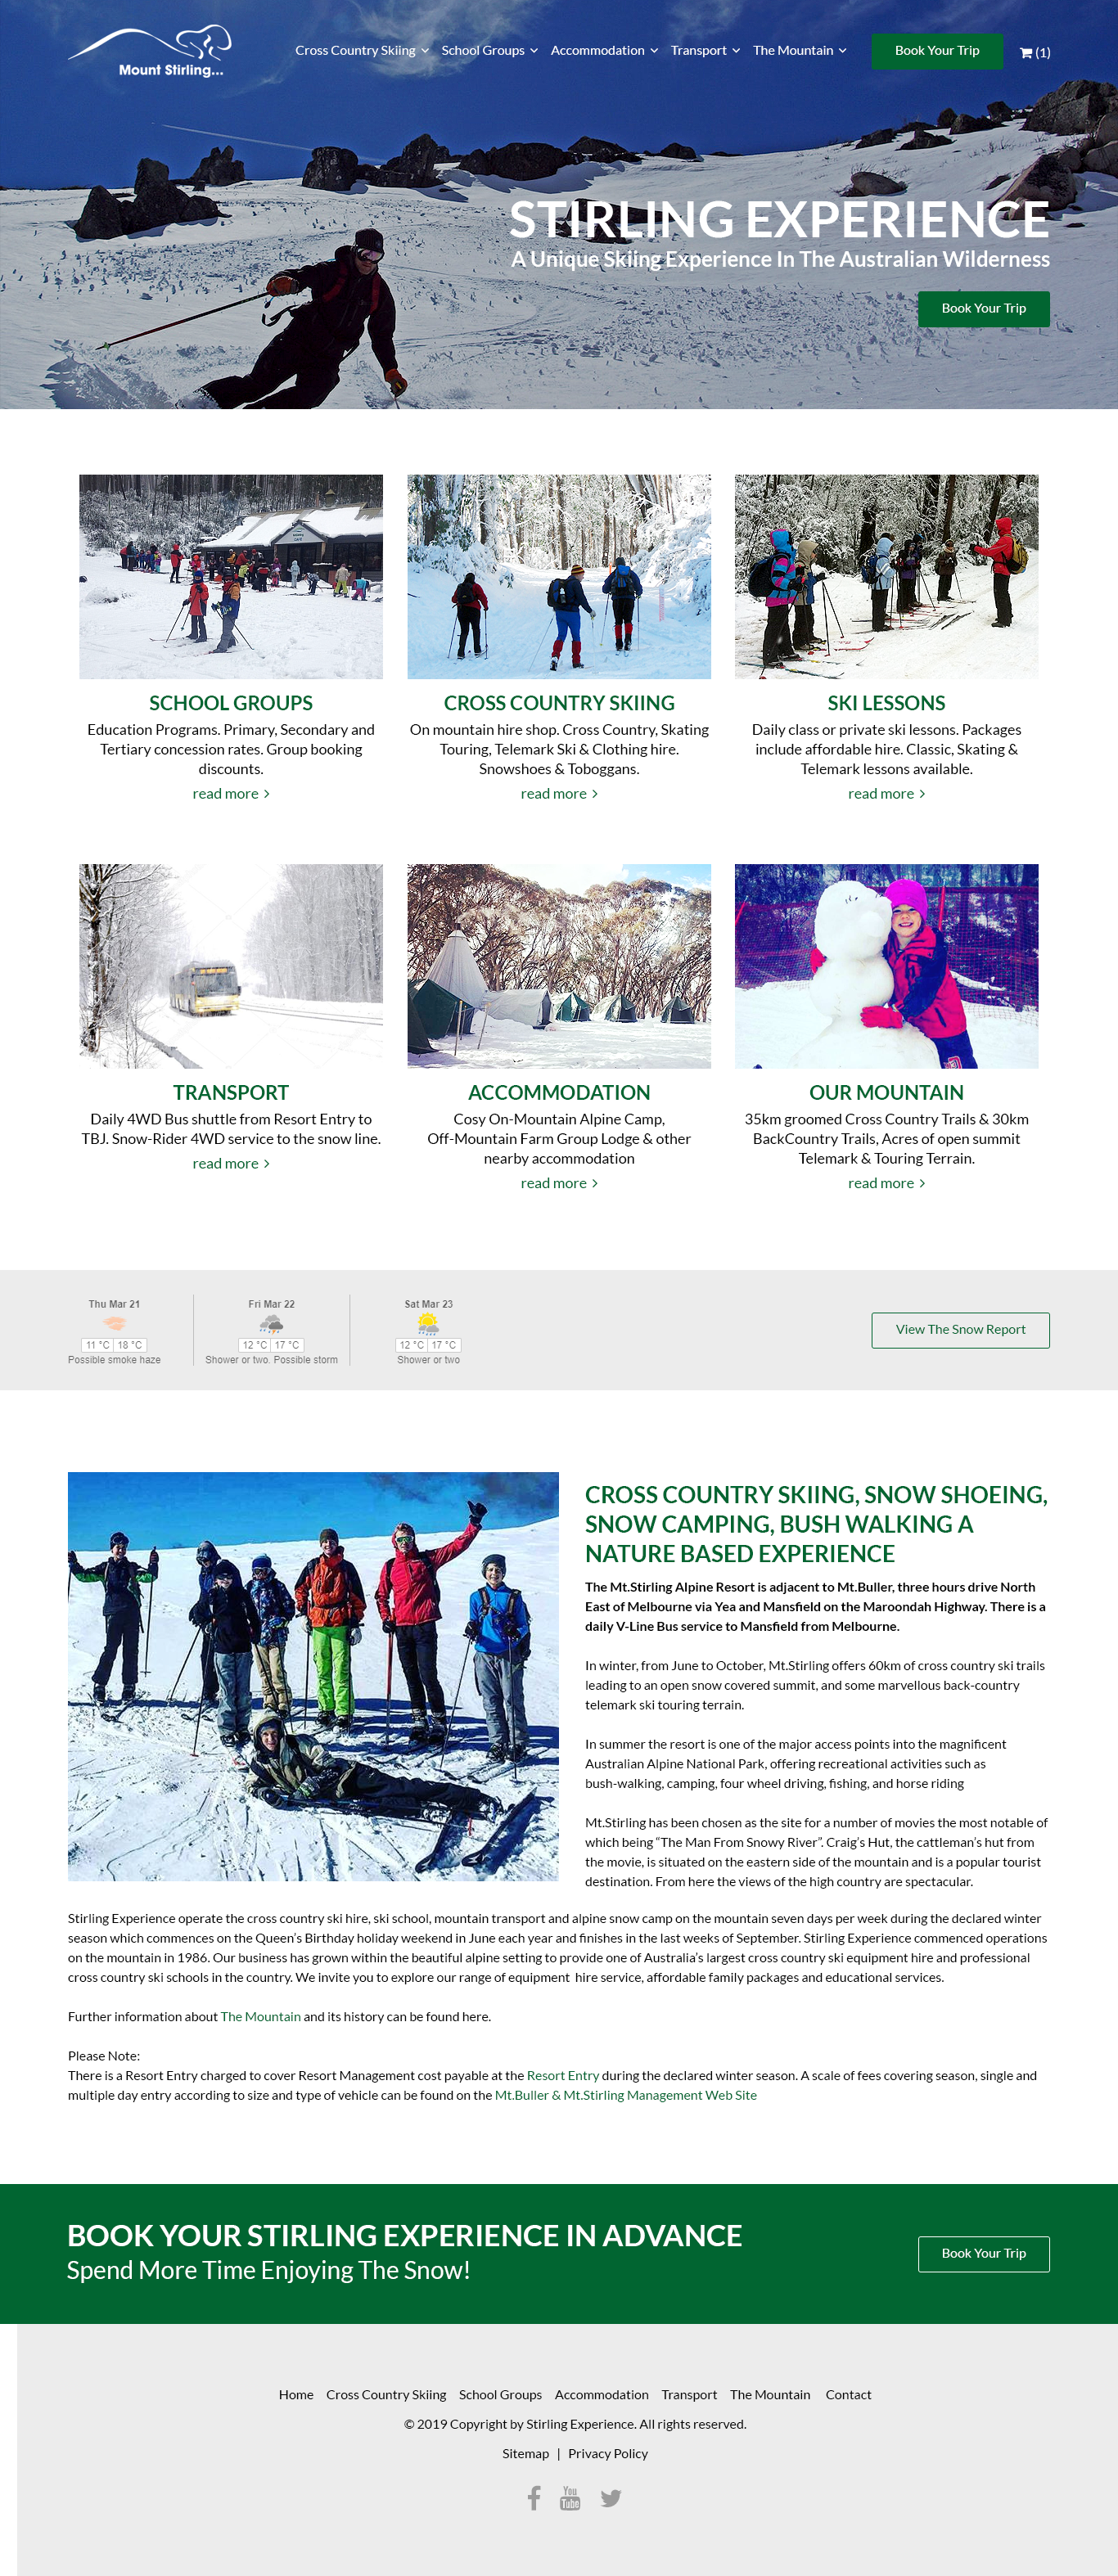 Mount Stirling...
Cross Country Skiing School Groups Accommodation Transport The Mountain Book Your Trip (1)
STIRLING EXPERIENCE
A Unique Skiing Experience In The Australian Wilderness
Book Your Trip
SCHOOL GROUPS
Education Programs. Primary, Secondary and
Tertiary concession rates. Group booking
discounts.
read more
CROSS COUNTRY SKIING
On mountain hire shop. Cross Country, Skating
Touring, Telemark Ski & Clothing hire.
Snowshoes & Toboggans.
read more
SKI LESSONS
Daily class or private ski lessons. Packages
include affordable hire. Classic, Skating &
Telemark lessons available.
read more
TRANSPORT
Daily 4WD Bus shuttle from Resort Entry to
TBJ. Snow-Rider 4WD service to the snow line.
read more
ACCOMMODATION
Cosy On-Mountain Alpine Camp,
Off-Mountain Farm Group Lodge & other
nearby accommodation
read more
OUR MOUNTAIN
35km groomed Cross Country Trails & 30km
BackCountry Trails, Acres of open summit
Telemark & Touring Terrain.
read more
Thu Mar 21
11 °C 18 °C
Possible smoke haze
Fri Mar 22
12 °C 17 °C
Shower or two. Possible storm
Sat Mar 23
12 °C 17 °C
Shower or two
View The Snow Report
CROSS COUNTRY SKIING, SNOW SHOEING,
SNOW CAMPING, BUSH WALKING A
NATURE BASED EXPERIENCE
The Mt.Stirling Alpine Resort is adjacent to Mt.Buller, three hours drive North
East of Melbourne via Yea and Mansfield on the Maroondah Highway. There is a
daily V-Line Bus service to Mansfield from Melbourne.
In winter, from June to October, Mt.Stirling offers 60km of cross country ski trails
leading to an open snow covered summit, and some marvellous back-country
telemark ski touring terrain.
In summer the resort is one of the major access points into the magnificent
Australian Alpine National Park, offering recreational activities such as
bush-walking, camping, four wheel driving, fishing, and horse riding
Mt.Stirling has been chosen as the site for a number of movies the most notable of
which being “The Man From Snowy River”. Craig’s Hut, the cattleman’s hut from
the movie, is situated on the eastern side of the mountain and is a popular tourist
destination. From here the views of the high country are spectacular.
Stirling Experience operate the cross country ski hire, ski school, mountain transport and alpine snow camp on the mountain seven days per week during the declared winter
season which commences on the Queen’s Birthday holiday weekend in June each year and finishes in the last weeks of September. Stirling Experience commenced operations
on the mountain in 1986. Our business has grown within the beautiful alpine setting to provide one of Australia’s largest cross country ski equipment hire and professional
cross country ski schools in the country. We invite you to explore our range of equipment hire service, affordable family packages and educational services.
Further information about The Mountain and its history can be found here.
Please Note:
There is a Resort Entry charged to cover Resort Management cost payable at the Resort Entry during the declared winter season. A scale of fees covering season, single and
multiple day entry according to size and type of vehicle can be found on the Mt.Buller & Mt.Stirling Management Web Site
BOOK YOUR STIRLING EXPERIENCE IN ADVANCE
Spend More Time Enjoying The Snow!
Book Your Trip
Home Cross Country Skiing School Groups Accommodation Transport The Mountain Contact
© 2019 Copyright by Stirling Experience. All rights reserved.
Sitemap | Privacy Policy
You Tube